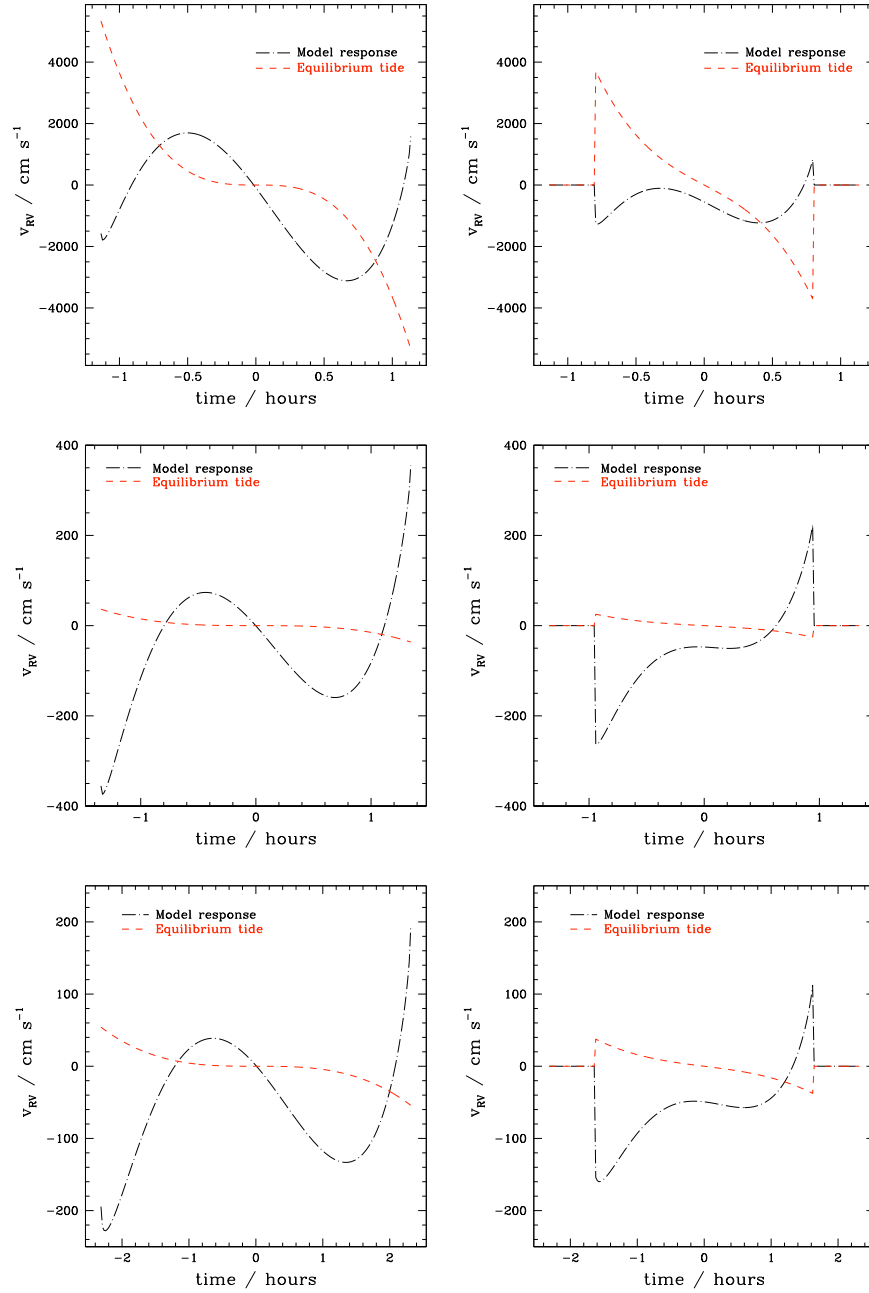 Model response
Equilibrium tide
4000
2000
0
−2000
−4000
v_RV / cm s^−1
−1
−0.5
0
0.5
1
time / hours
Model response
Equilibrium tide
4000
2000
0
−2000
−4000
v_RV / cm s^−1
−1
−0.5
0
0.5
1
time / hours
Model response
Equilibrium tide
400
200
0
−200
−400
v_RV / cm s^−1
−1
0
1
time / hours
Model response
Equilibrium tide
400
200
0
−200
−400
v_RV / cm s^−1
−1
0
1
time / hours
Model response
Equilibrium tide
200
100
0
−100
−200
v_RV / cm s^−1
−2
−1
0
1
2
time / hours
Model response
Equilibrium tide
200
100
0
−100
−200
v_RV / cm s^−1
−2
−1
0
1
2
time / hours